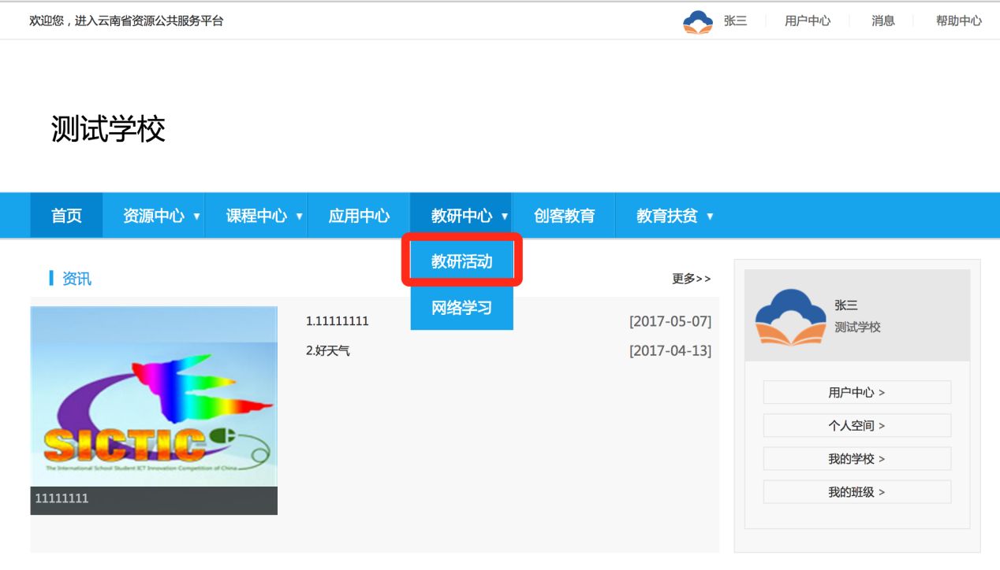 欢迎您，进入云南省资源公共服务平台
张三 用户中心 消息 帮助中心
测试学校
首页 资源中心▼ 课程中心▼ 应用中心 教研中心▼ 创客教育 教育扶贫▼
教研活动
网络学习
资讯 更多>>
1.11111111 [2017-05-07]
2.好天气 [2017-04-13]
SICTIC
The International School Student ICT Innovation Competition of China
11111111
张三
测试学校
用户中心 >
个人空间 >
我的学校 >
我的班级 >